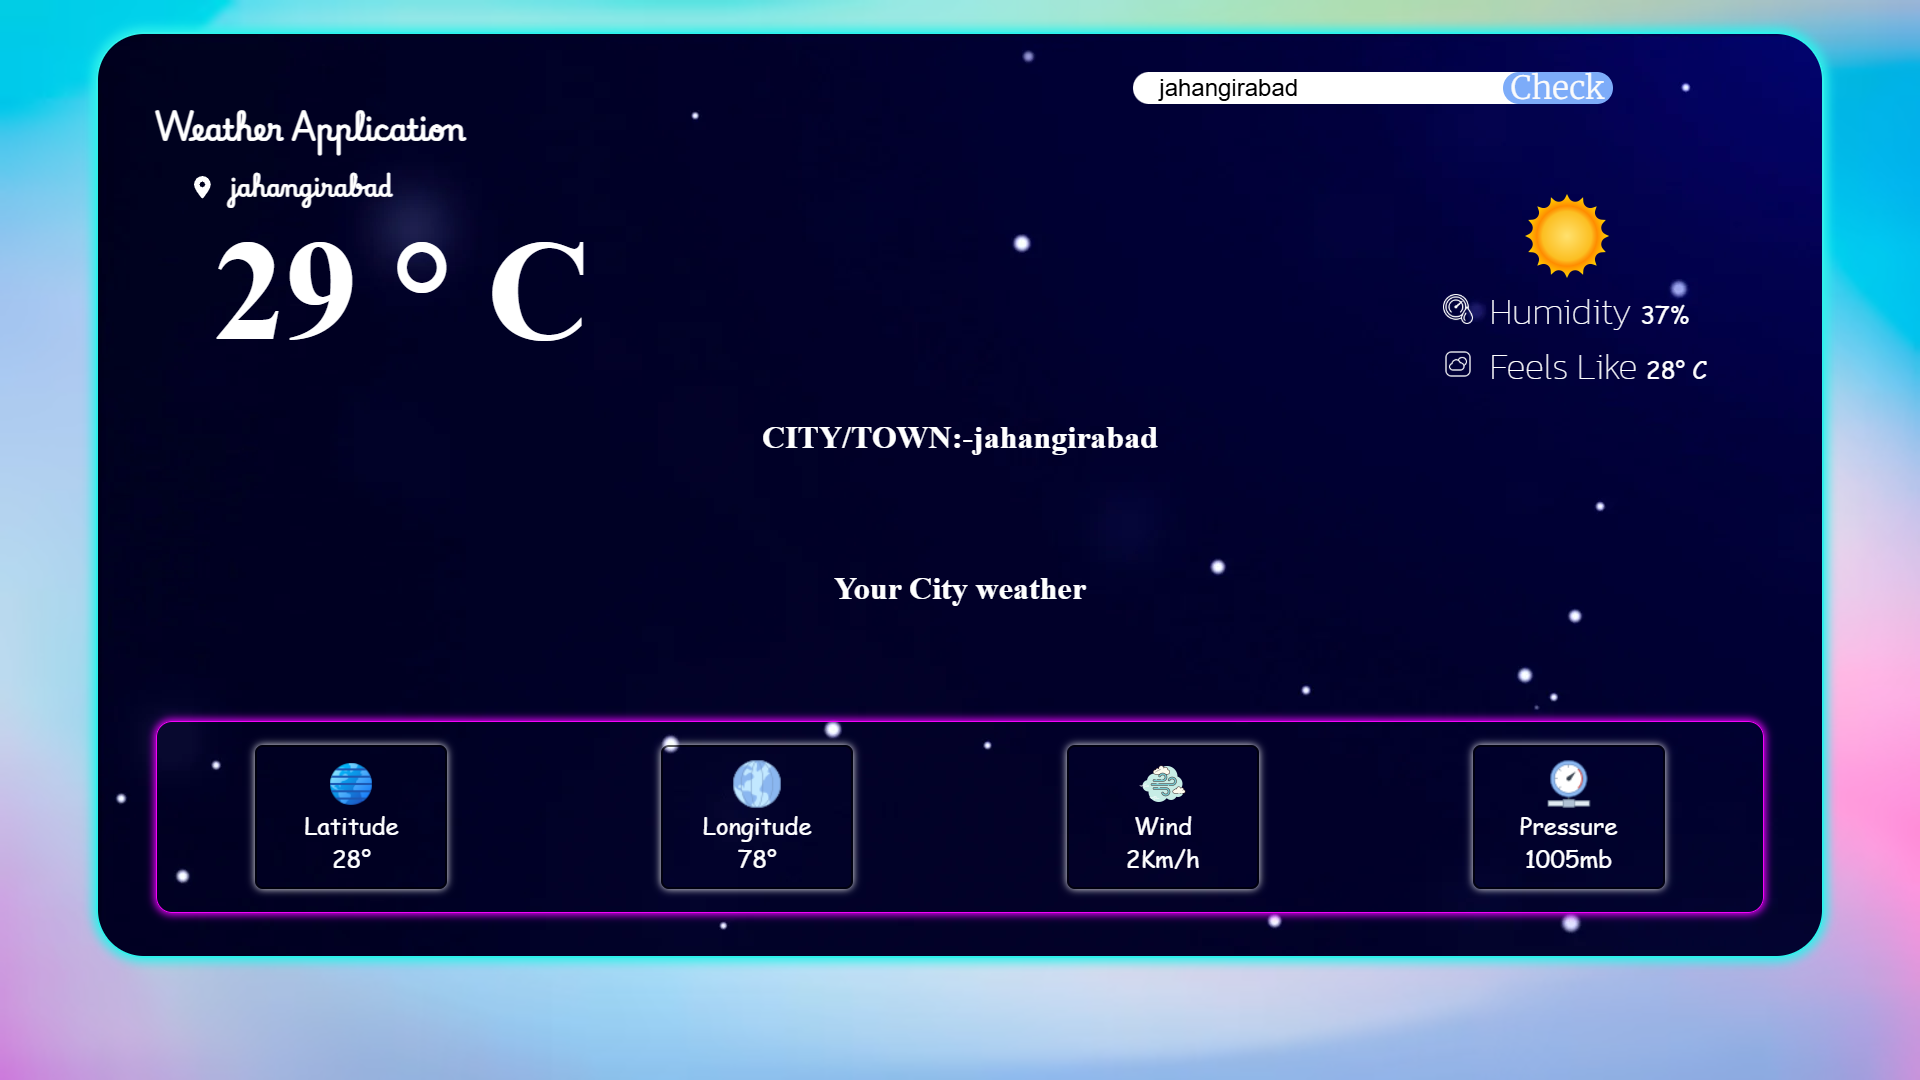 jahangirabad Check
Weather Application
jahangirabad
29 ° C
Humidity 37%
Feels Like 28° C
CITY/TOWN:-jahangirabad
Your City weather
Latitude
28°
Longitude
78°
Wind
2Km/h
Pressure
1005mb